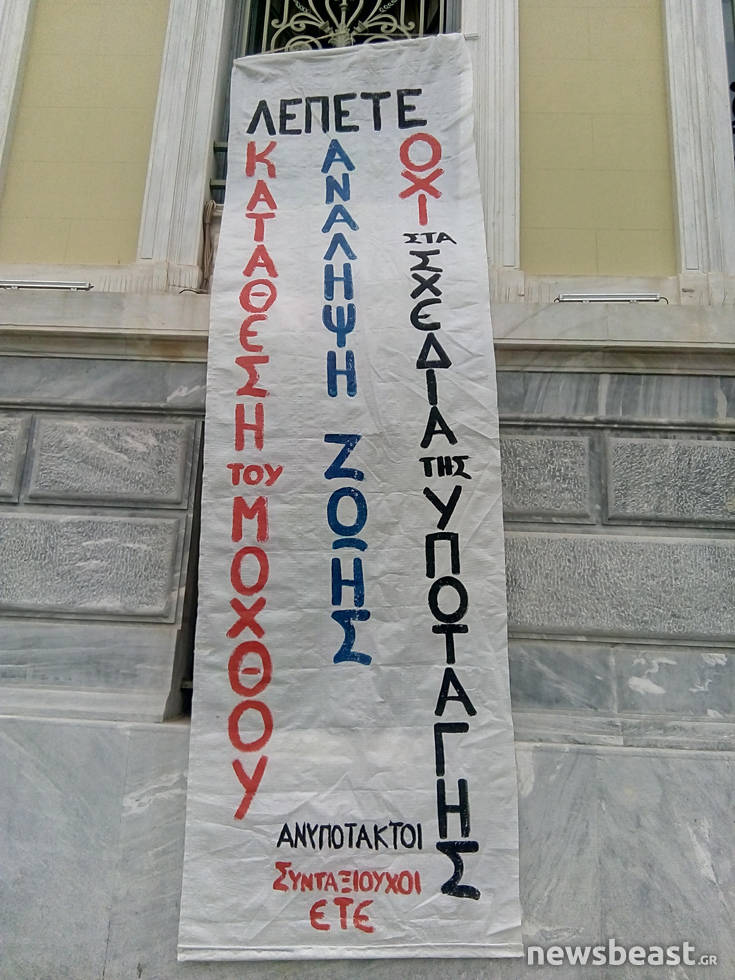 ΛΕΠΕΤΕ
ΚΑΤΑΘΕΣΗ ΤΟΥ ΜΟΧΘΟΥ
ΑΝΑΛΗΨΗ ΖΩΗΣ
ΟΧΙ ΣΤΑ ΣΧΕΔΙΑ ΤΗΣ ΥΠΟΤΑΓΗΣ
ΑΝΥΠΟΤΑΚΤΟΙ
ΣΥΝΤΑΞΙΟΥΧΟΙ
ΕΤΕ
newsbeast.GR